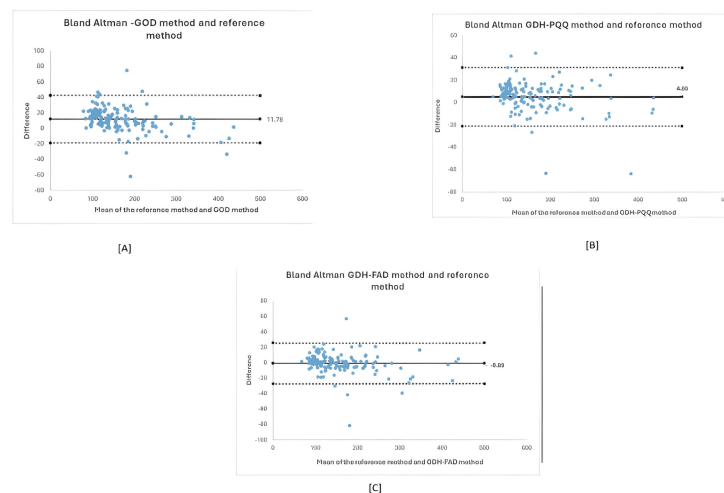 Bland Altman -GOD method and reference
method
100
80
60
40
20
0
-20
-40
-60
-80
Difference
0 100 200 300 400 500 600
11.78
Mean of the reference method and GOD method
[A]
Bland Altman GDH-PQQ method and reference method
60
40
20
0
-20
-40
-60
-80
Difference
0 100 200 300 400 500
4.80
Mean of the reference method and GDH-PQQ method
[B]
Bland Altman GDH-FAD method and reference
method
80
60
40
20
0
-20
-40
-60
-80
-100
Difference
0 100 200 300 400 500 600
-0.89
Mean of the reference method and GDH-FAD method
[C]